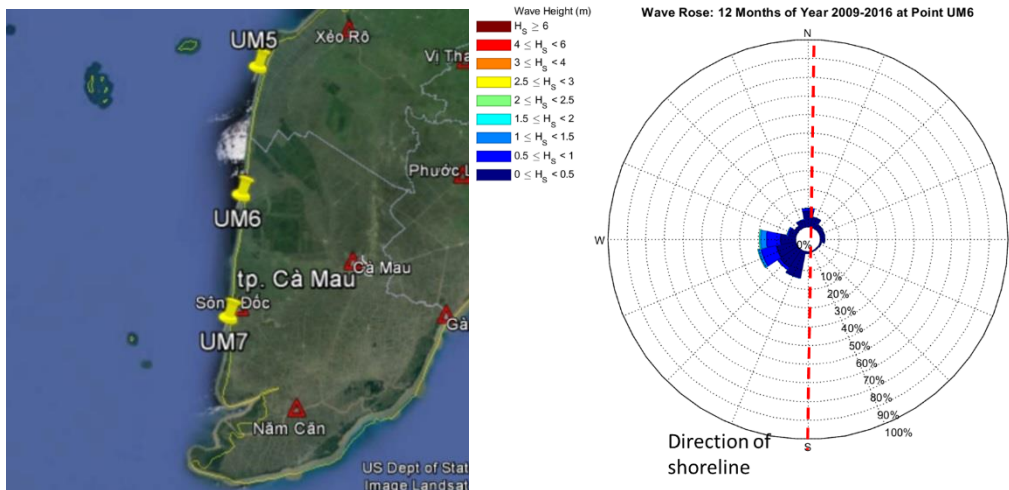 UM5
Xẻo Rô
Vị Tha
Phước L
UM6
Cà Mau
tp. Cà Mau
Sôn Đốc
Gà
UM7
Năm Căn
US Dept of Stat
Image Landsat
Wave Height (m)
H_S ≥ 6
4 ≤ H_S < 6
3 ≤ H_S < 4
2.5 ≤ H_S < 3
2 ≤ H_S < 2.5
1.5 ≤ H_S < 2
1 ≤ H_S < 1.5
0.5 ≤ H_S < 1
0 ≤ H_S < 0.5
Wave Rose: 12 Months of Year 2009-2016 at Point UM6
N
W
0%
10%
20%
30%
40%
50%
60%
70%
80%
90%
100%
S
Direction of
shoreline